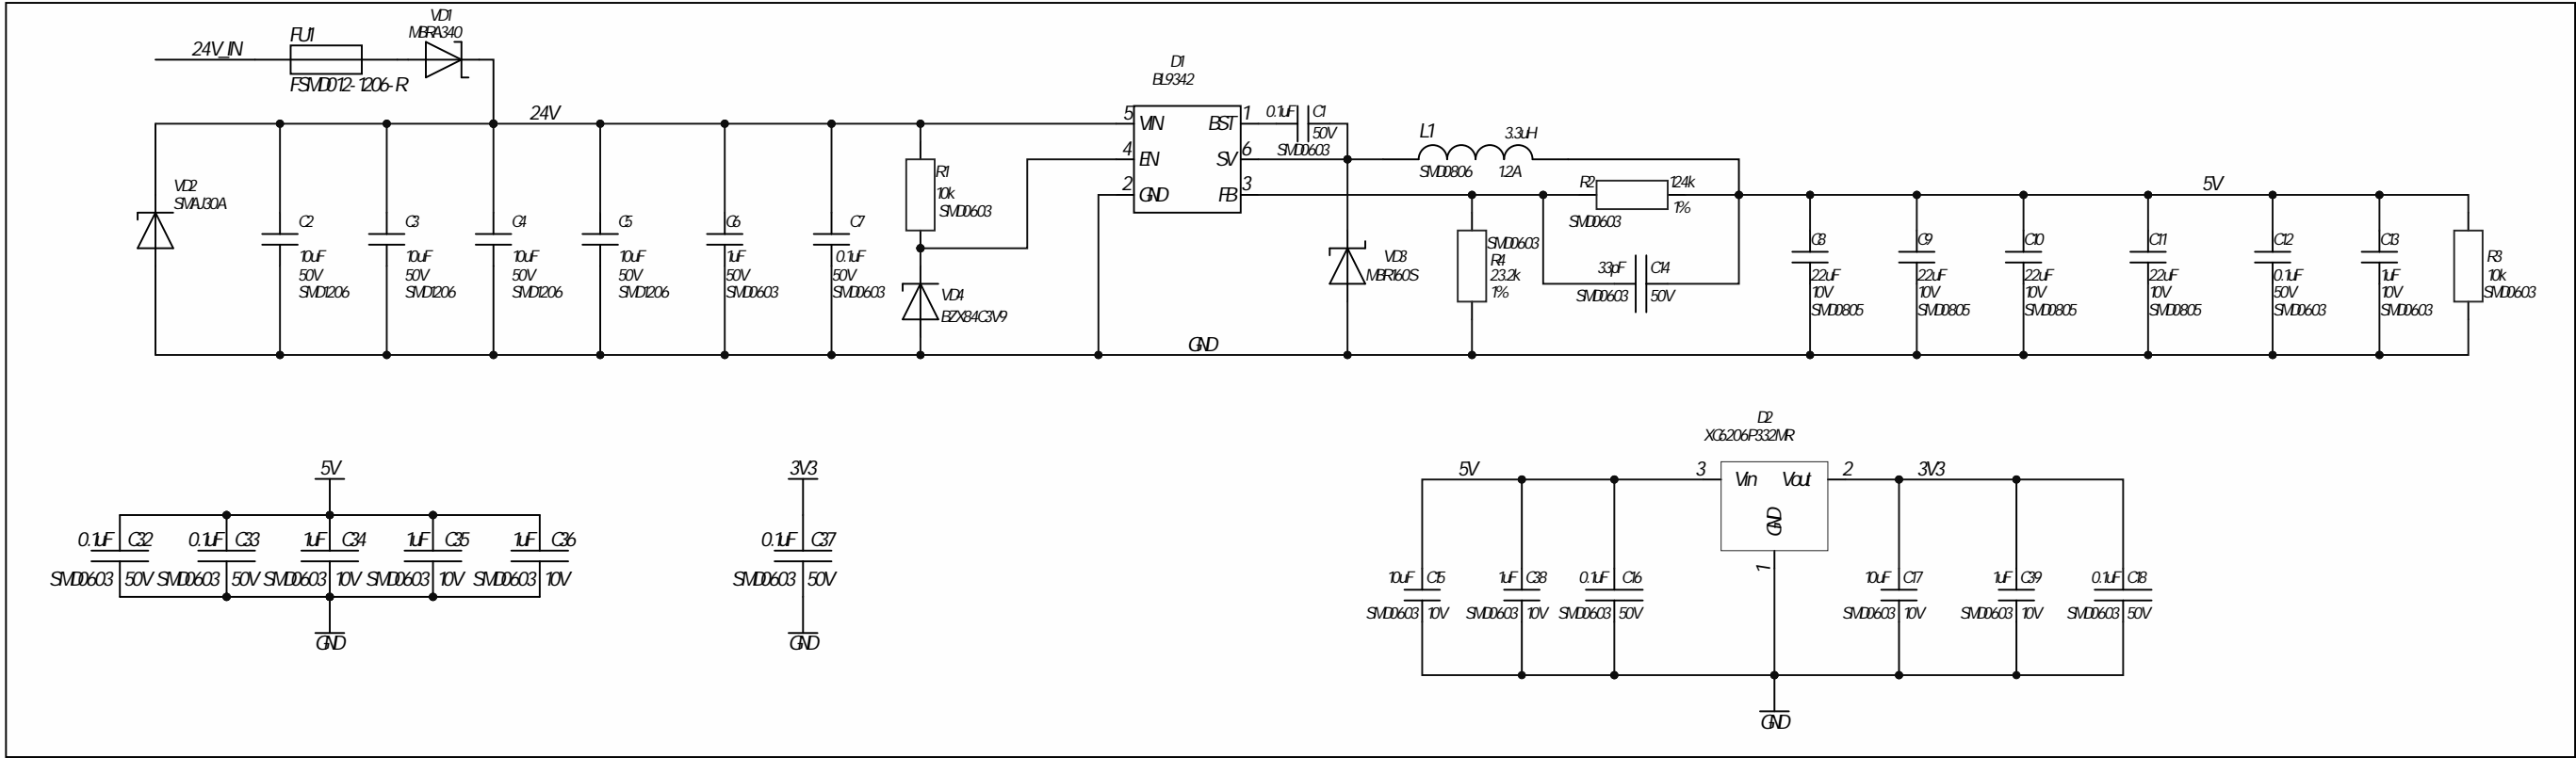 24V_IN
FU1
FSMD012-1206-R
VD1
MBRA340
24V
VD2
SMAJ30A
C2
10uF
50V
SMD1206
C3
10uF
50V
SMD1206
C4
10uF
50V
SMD1206
C5
10uF
50V
SMD1206
C6
1uF
50V
SMD0603
C7
0.1uF
50V
SMD0603
R1
10k
SMD0603
VD4
BZX84C3V9
D1
BL9342
5 VIN BST 1
4 EN SV 6
2 GND FB 3
0.1uF C1
50V
SMD0603
L1 3.3uH
SMD0806 1.2A
VD3
MBR160S
SMD0603
R4
23.2k
1%
R2 124k
SMD0603 1%
33pF C14
SMD0603 50V
GND
5V
C8
22uF
10V
SMD0805
C9
22uF
10V
SMD0805
C10
22uF
10V
SMD0805
C11
22uF
10V
SMD0805
C12
0.1uF
50V
SMD0603
C13
1uF
10V
SMD0603
R3
10k
SMD0603
5V
0.1uF C32
SMD0603 50V
0.1uF C33
SMD0603 50V
1uF C34
SMD0603 10V
1uF C35
SMD0603 10V
1uF C36
SMD0603 10V
GND
3V3
0.1uF C37
SMD0603 50V
GND
D2
XC6206P332MR
5V
3 Vin Vout 2
GND
1
3V3
10uF C15
SMD0603 10V
1uF C38
SMD0603 10V
0.1uF C16
SMD0603 50V
10uF C17
SMD0603 10V
1uF C39
SMD0603 10V
0.1uF C18
SMD0603 50V
GND